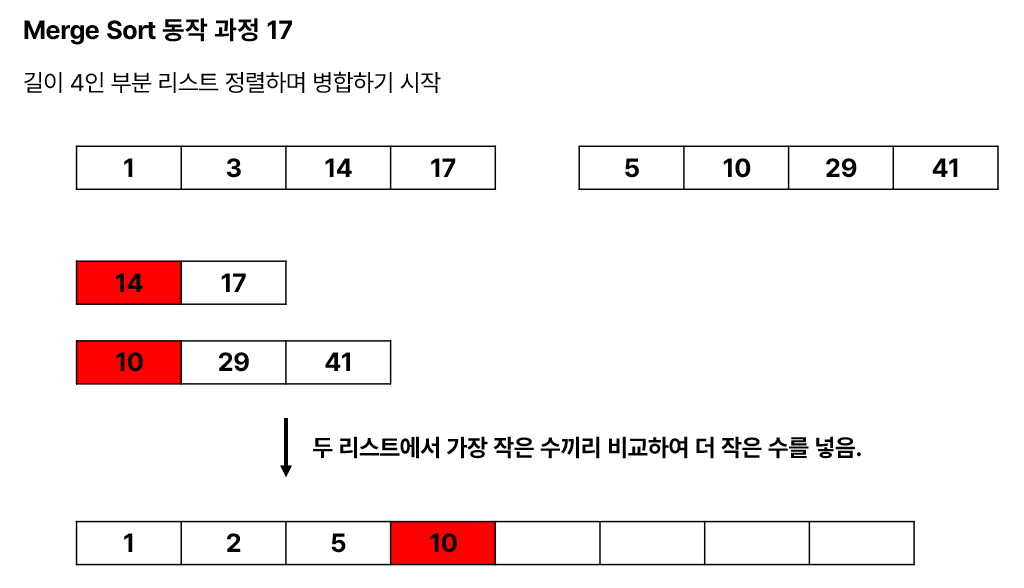 Merge Sort 동작 과정 17
길이 4인 부분 리스트 정렬하며 병합하기 시작
1 3 14 17 5 10 29 41
14 17
10 29 41
두 리스트에서 가장 작은 수끼리 비교하여 더 작은 수를 넣음.
1 2 5 10